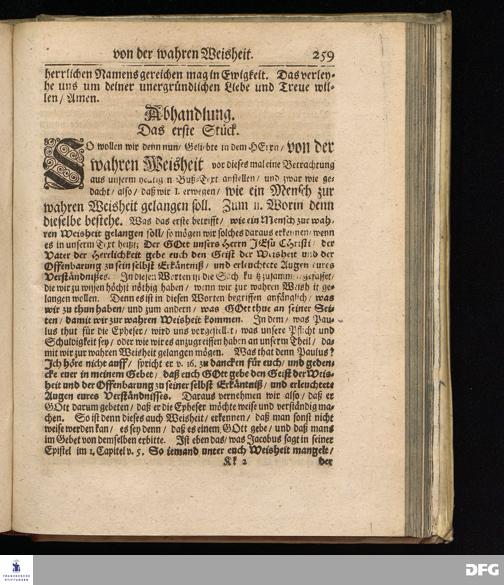 von der wahren Weisheit. 259
herrlichen Namens gereichen mag in Ewigkeit. Das verley-
he uns um deiner unergründlichen Liebe und Treue wil-
len/ Amen.
Abhandlung.
Das erste Stück.
SO wollen wir denn nun/ Geliebte in dem HErrn/ von der
wahren Weisheit vor dieses mal eine Betrachtung
aus unserm heutigen Buß-Text anstellen/ und zwar wie ge-
dacht/ also/ daß wir I. erwegen/ wie ein Mensch zur
wahren Weisheit gelangen soll. Zum II. Worin denn
dieselbe bestehe. Was das erste betrifft/ wie ein Mensch zur wah-
ren Weisheit gelangen soll/ so mögen wir solches daraus erkennen/ wenn
es in unserm Text heißt: Der GOtt unsers Herrn JEsu Christi/ der
Vater der Herrlichkeit gebe euch den Geist der Weisheit und der
Offenbarung zu sein selbst Erkäntniß/ und erleuchtete Augen eures
Verständnißes. In diesen Worten ist die Sach kurtz zusammen gefasset/
die wir zu wissen höchst nöthig haben/ wenn wir zur wahren Weisheit ge-
langen wollen. Denn es ist in diesen Worten begriffen anfänglich/ was
wir zu thun haben/ und zum andern/ was GOtt thue an seiner Sei-
ten/ damit wir zur wahren Weisheit kommen. Indem/ was Pau-
lus thut für die Epheser/ wird uns vorgestellet/ was unsere Pflicht und
Schuldigkeit sey/ oder wie wir es anzugreiffen haben an unserm Theil/ da-
mit wir zur wahren Weisheit gelangen mögen. Was that denn Paulus?
Ich höre nicht auff/ spricht er v. 16. zu dancken für euch/ und geden-
cke eurer in meinem Gebet/ daß euch GOtt gebe den Geist der Weis-
heit und der Offenbarung zu seiner selbst Erkäntniß/ und erleuchtete
Augen eures Verständnisses. Daraus vernehmen wir also/ daß er
GOtt darum gebeten/ daß er die Epheser möchte weise und verständig ma-
chen. So ist denn dieses auch Weisheit/ erkennen/ daß man sonst nicht
weise werden kan/ es sey denn/ daß es einem GOtt gebe/ und daß mans
im Gebet von demselben erbitte. Ist eben das/ was Jacobus sagt in seiner
Epistel im 1. Capitel v. 5. So iemand unter euch Weisheit mangelt/
Kk 2 der
FRANCKESCHE
STIFTUNGEN
DFG